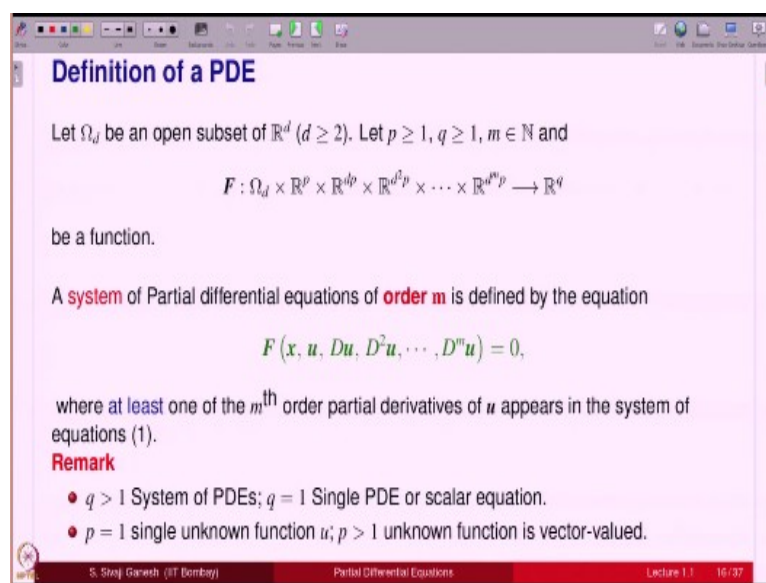 Definition of a PDE
Let Ω_d be an open subset of ℝ^d (d ≥ 2). Let p ≥ 1, q ≥ 1, m ∈ ℕ and
F : Ω_d × ℝ^p × ℝ^{dp} × ℝ^{d²p} × ⋯ × ℝ^{d^m p} ⟶ ℝ^q
be a function.
A system of Partial differential equations of order m is defined by the equation
F (x, u, Du, D²u, ⋯ , D^m u) = 0,
where at least one of the m^th order partial derivatives of u appears in the system of
equations (1).
Remark
• q > 1 System of PDEs; q = 1 Single PDE or scalar equation.
• p = 1 single unknown function u; p > 1 unknown function is vector-valued.
S. Sivaji Ganesh (IIT Bombay) Partial Differential Equations Lecture 1.1 16/37